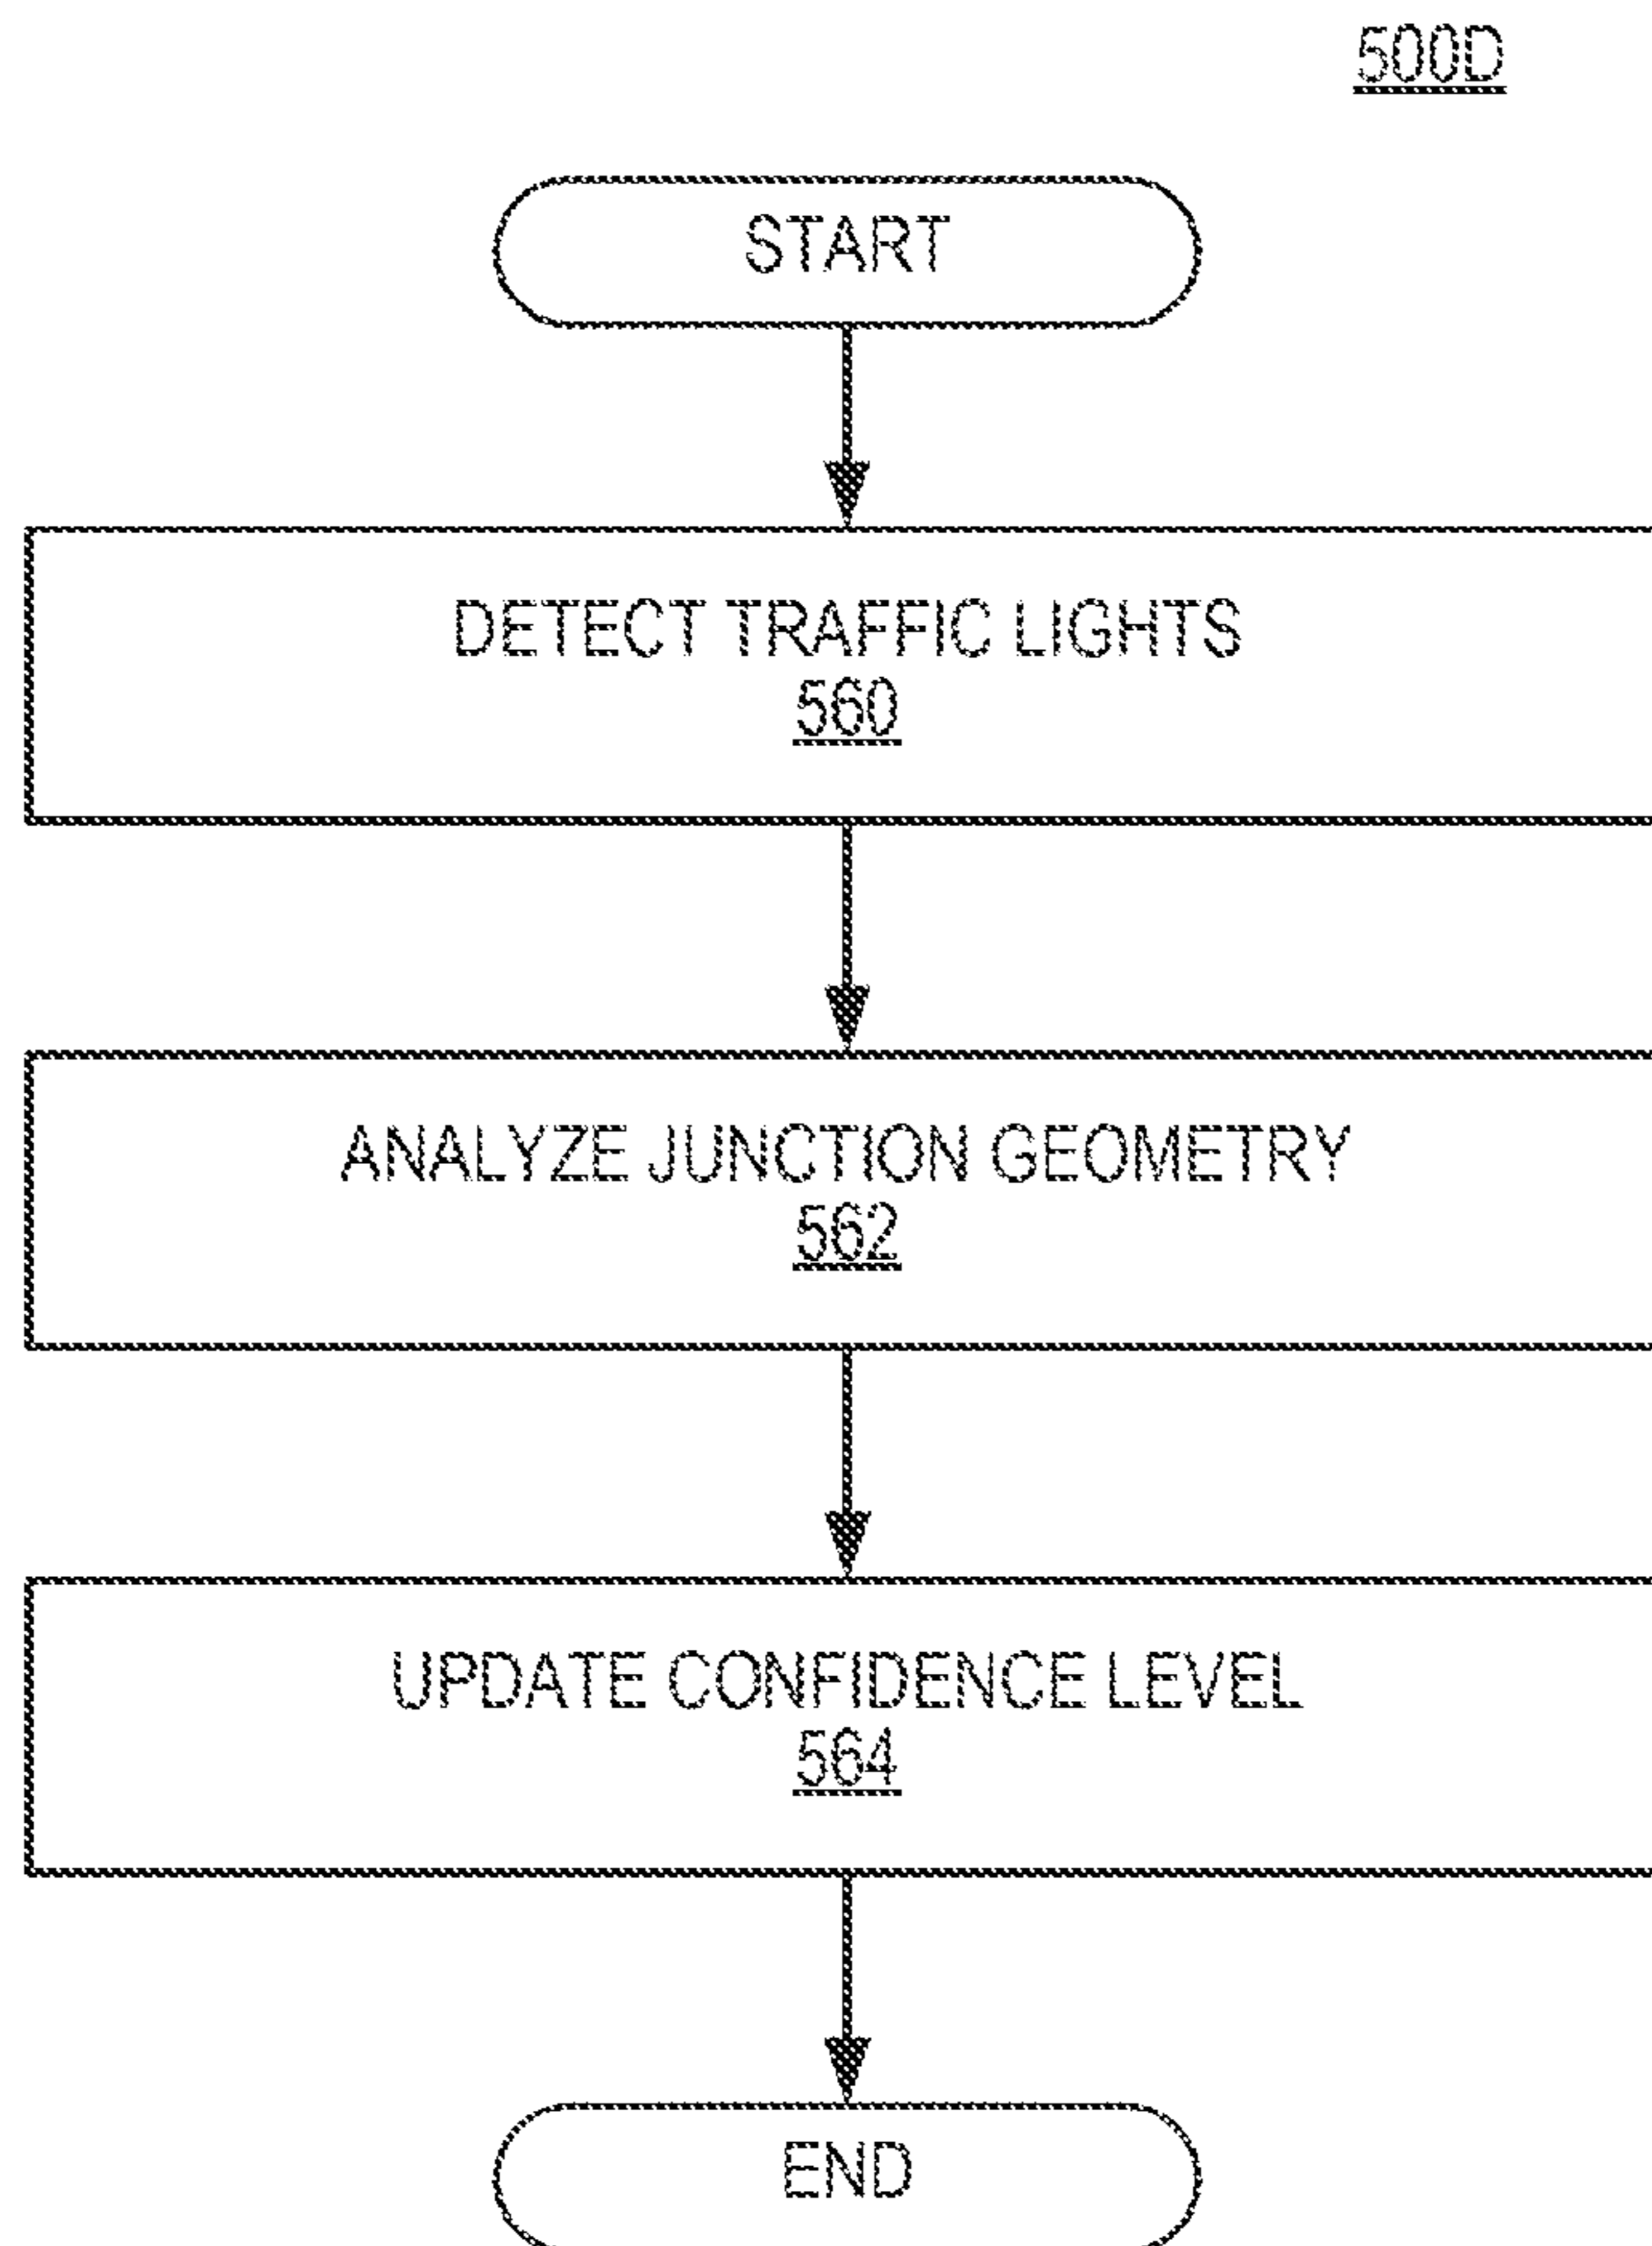 500D
START
DETECT TRAFFIC LIGHTS
560
ANALYZE JUNCTION GEOMETRY
562
UPDATE CONFIDENCE LEVEL
564
END